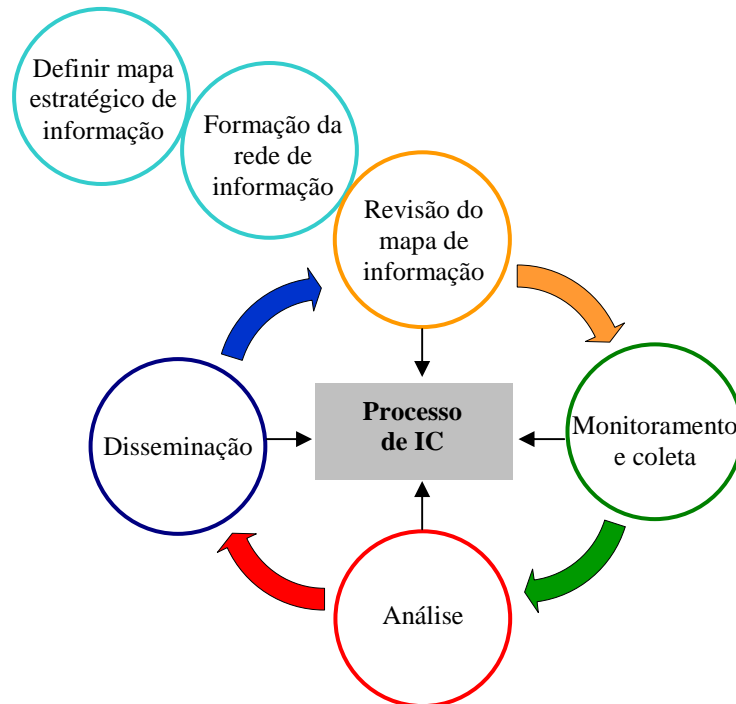 Definir mapa
estratégico de
informação
Formação da
rede de
informação
Revisão do
mapa de
informação
Processo
de IC
Disseminação
Monitoramento
e coleta
Análise